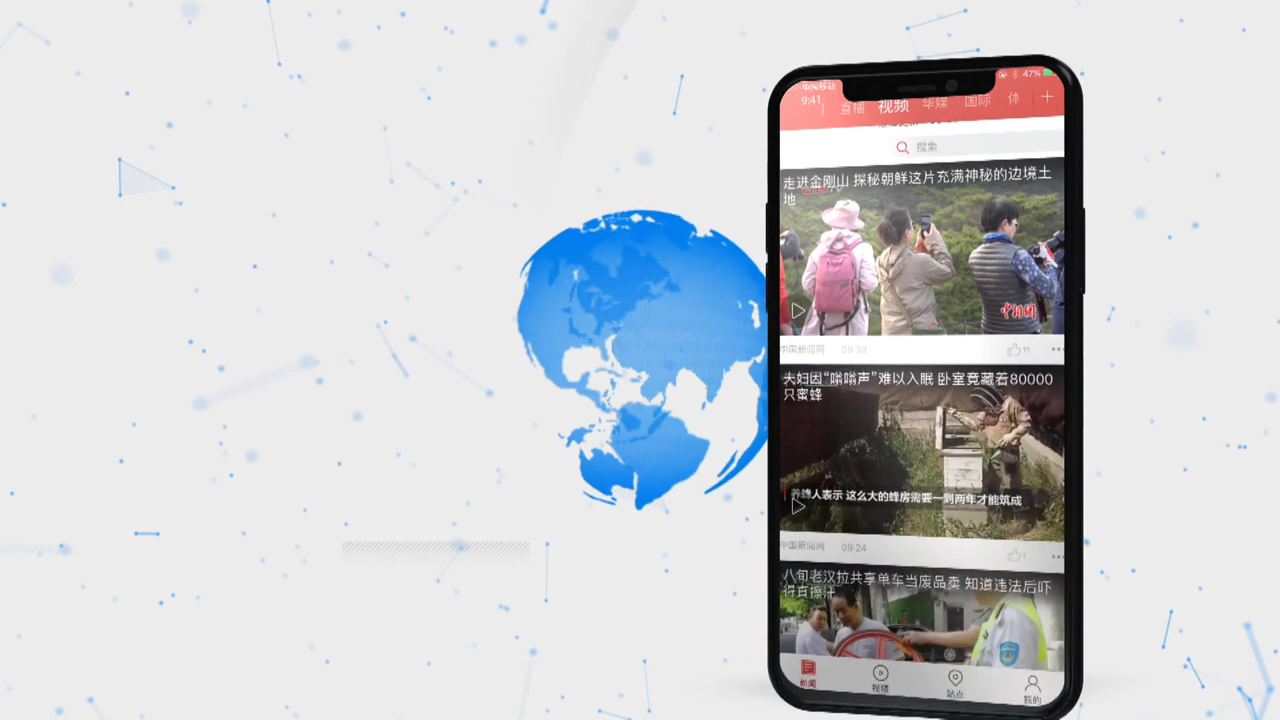 中国移动
47%
9:41
直播 视频 华媒 国际 体 +
搜索
走进金刚山 探秘朝鲜这片充满神秘的边境土
地
中新网
中国新闻网 09:39 11
夫妇因“嗡嗡声”难以入眠 卧室竟藏着80000
只蜜蜂
养蜂人表示 这么大的蜂房需要一到两年才能筑成
中国新闻网 09:24 1
八旬老汉拉共享单车当废品卖 知道违法后吓
得直擦汗
新闻 视频 站点 我的